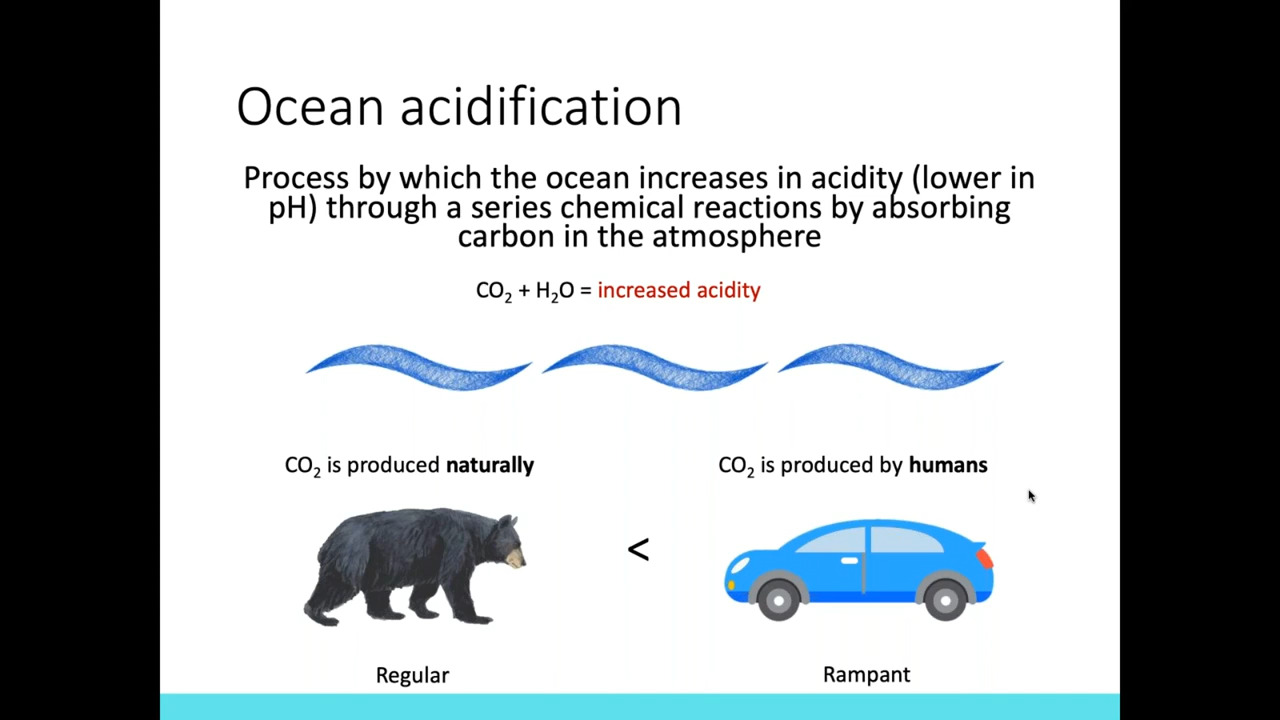 Ocean acidification
Process by which the ocean increases in acidity (lower in
pH) through a series chemical reactions by absorbing
carbon in the atmosphere
CO₂ + H₂O = increased acidity
CO₂ is produced naturally
CO₂ is produced by humans
<
Regular
Rampant